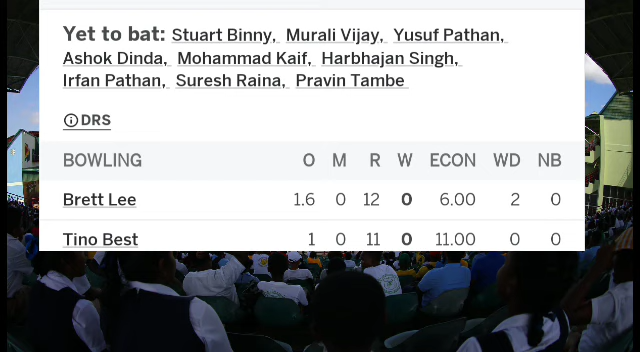 Yet to bat: Stuart Binny, Murali Vijay, Yusuf Pathan,
Ashok Dinda, Mohammad Kaif, Harbhajan Singh,
Irfan Pathan, Suresh Raina, Pravin Tambe
DRS
BOWLING O M R W ECON WD NB
Brett Lee 1.6 0 12 0 6.00 2 0
Tino Best 1 0 11 0 11.00 0 0